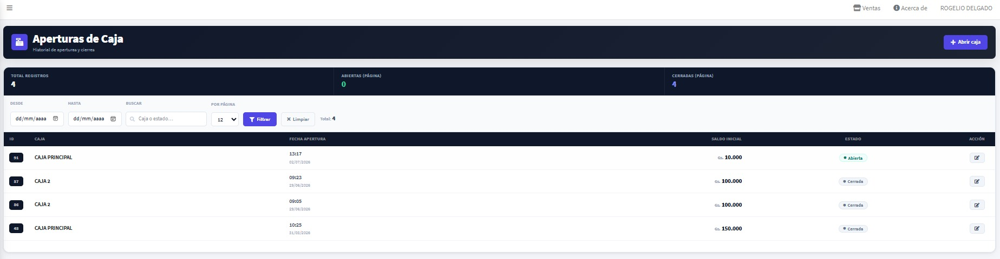 Ventas
Acerca de
ROGELIO DELGADO
Aperturas de Caja
Historial de aperturas y cierres
Abrir caja
TOTAL REGISTROS
4
ABIERTAS (PÁGINA)
0
CERRADAS (PÁGINA)
4
DESDE
HASTA
BUSCAR
POR PÁGINA
dd/mm/aaaa
dd/mm/aaaa
Caja o estado...
12
Filtrar
Limpiar
Total: 4
ID CAJA FECHA APERTURA SALDO INICIAL ESTADO ACCIÓN
91 CAJA PRINCIPAL 13:17 Gs. 10.000 Abierta
02/07/2026
87 CAJA 2 09:23 Gs. 100.000 Cerrada
29/06/2026
86 CAJA 2 09:05 Gs. 100.000 Cerrada
29/06/2026
48 CAJA PRINCIPAL 10:25 Gs. 150.000 Cerrada
31/03/2026